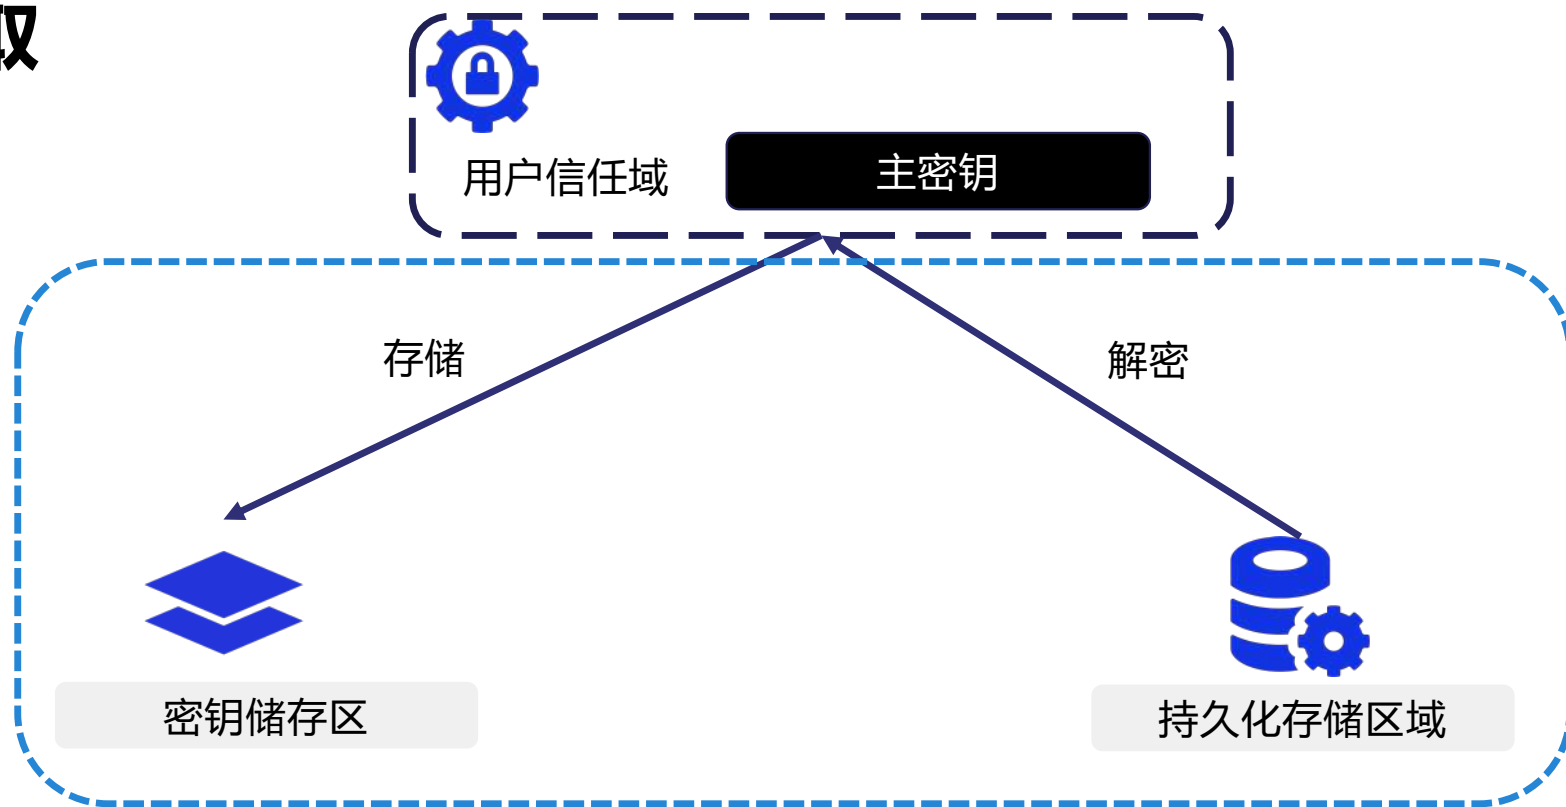 取
用户信任域
主密钥
存储
解密
密钥储存区
持久化存储区域